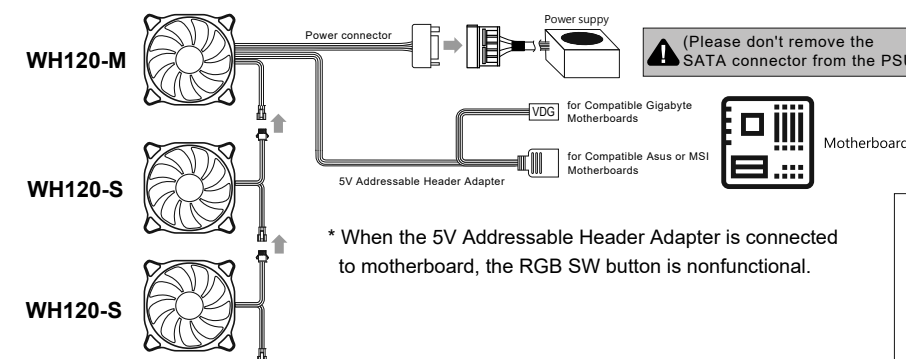 Power suppy
Power connector
(Please don't remove the
SATA connector from the PSU
WH120-M
VDG
for Compatible Gigabyte
Motherboards
Motherboard
for Compatible Asus or MSI
Motherboards
5V Addressable Header Adapter
WH120-S
* When the 5V Addressable Header Adapter is connected
to motherboard, the RGB SW button is nonfunctional.
WH120-S